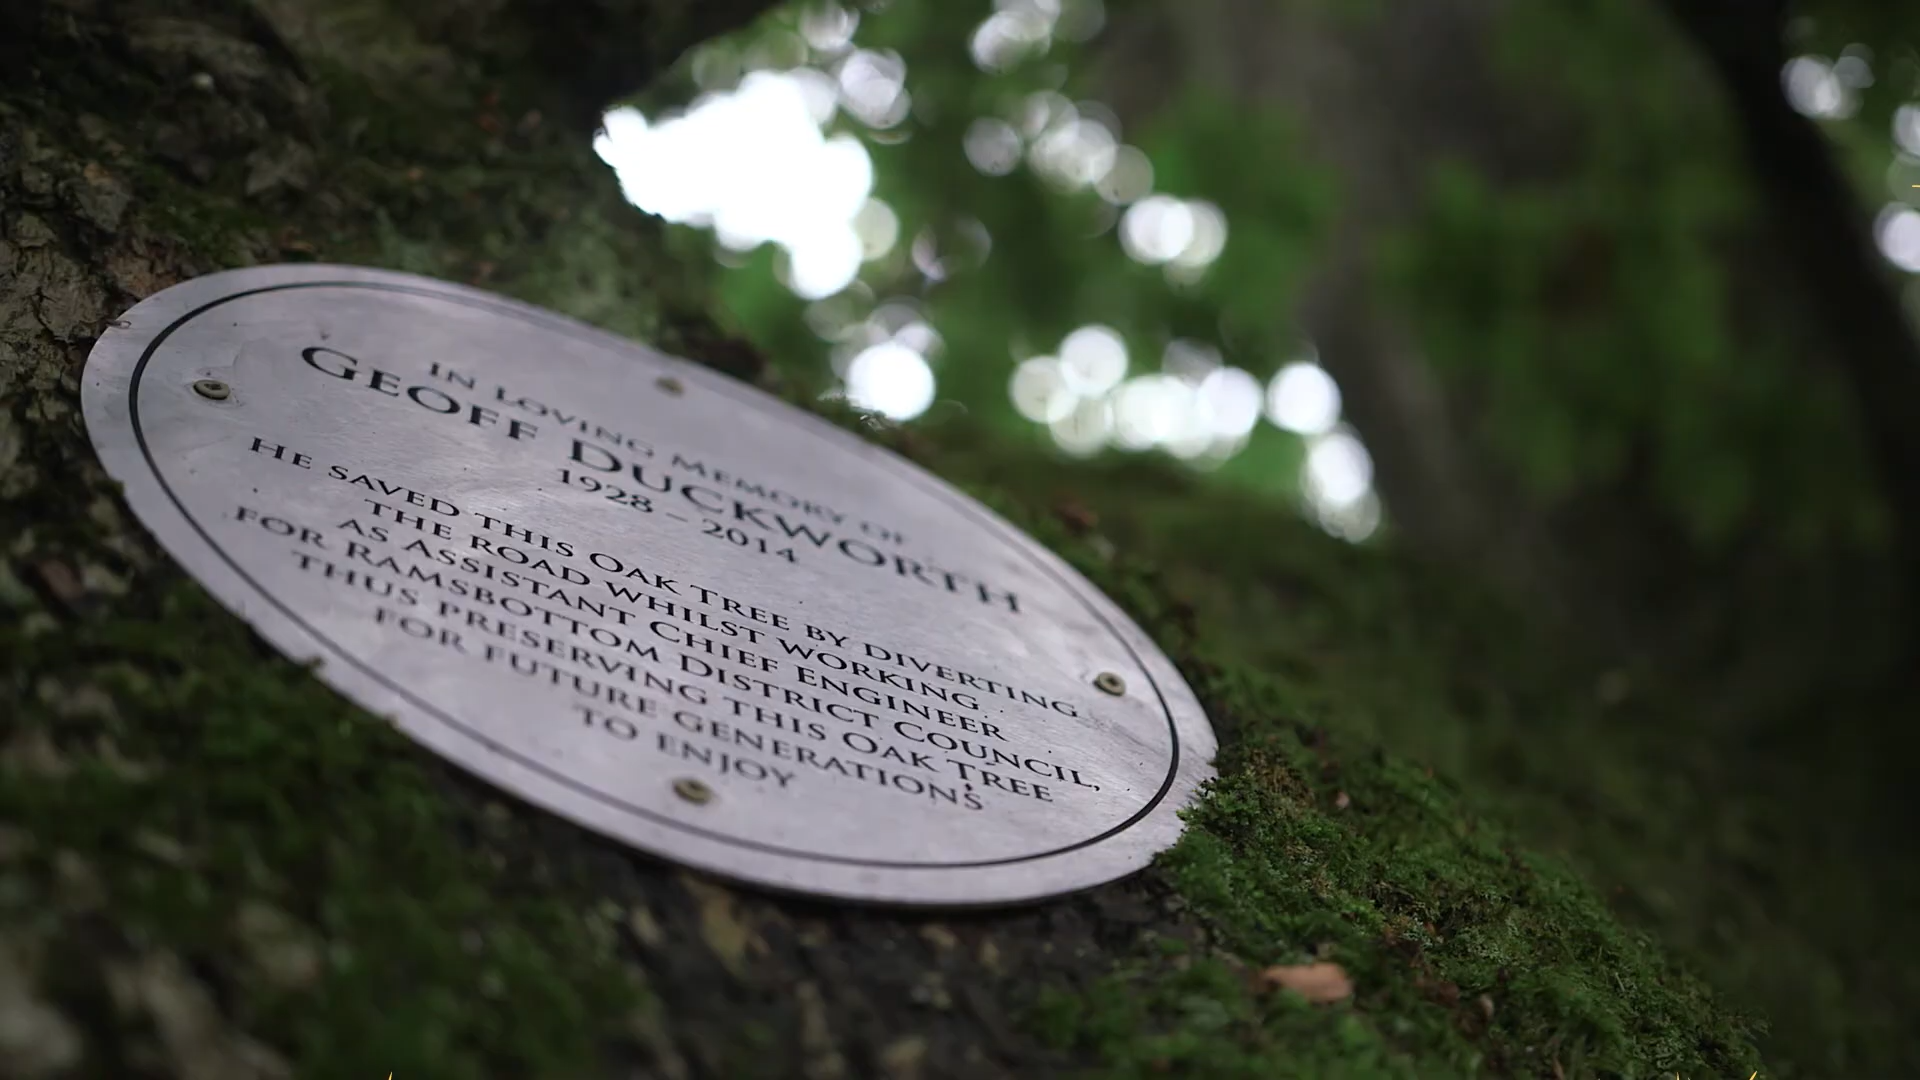 IN LOVING MEMORY OF
GEOFF DUCKWORTH
1928 – 2014
HE SAVED THIS OAK TREE BY DIVERTING
THE ROAD WHILST WORKING
AS ASSISTANT CHIEF ENGINEER
FOR RAMSBOTTOM DISTRICT COUNCIL,
THUS PRESERVING THIS OAK TREE
FOR FUTURE GENERATIONS
TO ENJOY